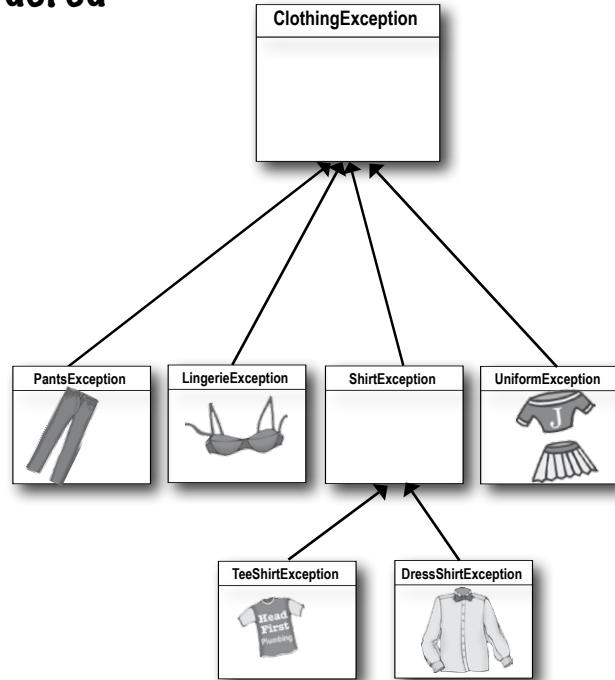 ClothingException
PantsException
LingerieException
ShirtException
UniformException
J
TeeShirtException
DressShirtException
Head
First
Plumbing